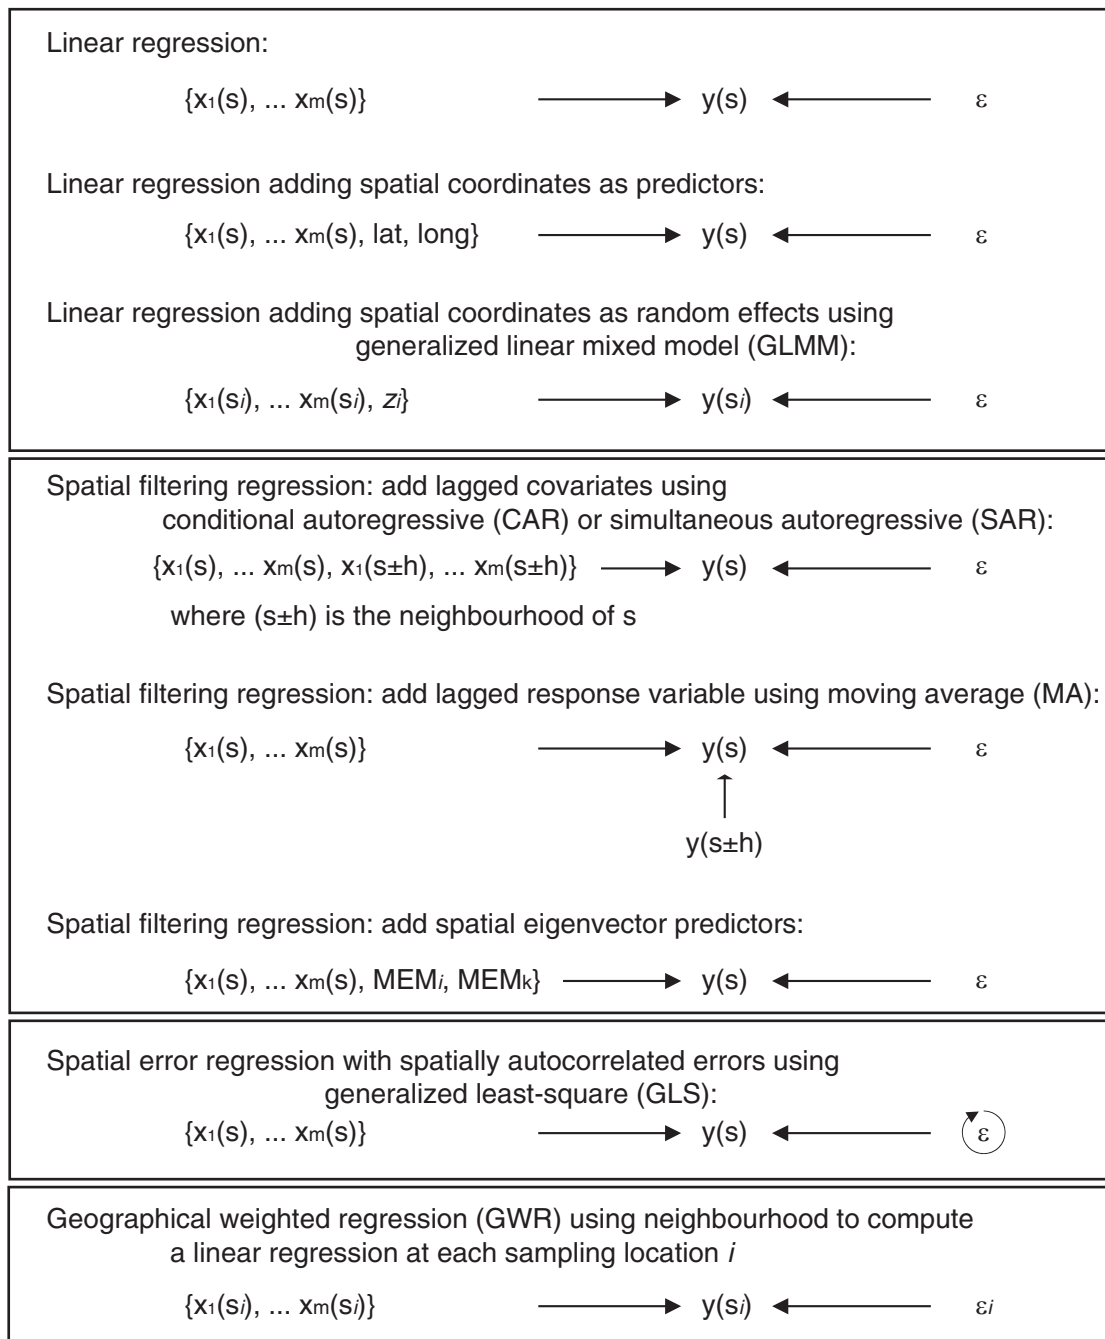 Linear regression:
{x1(s), ... xm(s)} y(s) ε
Linear regression adding spatial coordinates as predictors:
{x1(s), ... xm(s), lat, long} y(s) ε
Linear regression adding spatial coordinates as random effects using
generalized linear mixed model (GLMM):
{x1(si), ... xm(si), zi} y(si) ε
Spatial filtering regression: add lagged covariates using
conditional autoregressive (CAR) or simultaneous autoregressive (SAR):
{x1(s), ... xm(s), x1(s±h), ... xm(s±h)} y(s) ε
where (s±h) is the neighbourhood of s
Spatial filtering regression: add lagged response variable using moving average (MA):
{x1(s), ... xm(s)} y(s) ε
y(s±h)
Spatial filtering regression: add spatial eigenvector predictors:
{x1(s), ... xm(s), MEMi, MEMk} y(s) ε
Spatial error regression with spatially autocorrelated errors using
generalized least-square (GLS):
{x1(s), ... xm(s)} y(s) ε
Geographical weighted regression (GWR) using neighbourhood to compute
a linear regression at each sampling location i
{x1(si), ... xm(si)} y(si) εi